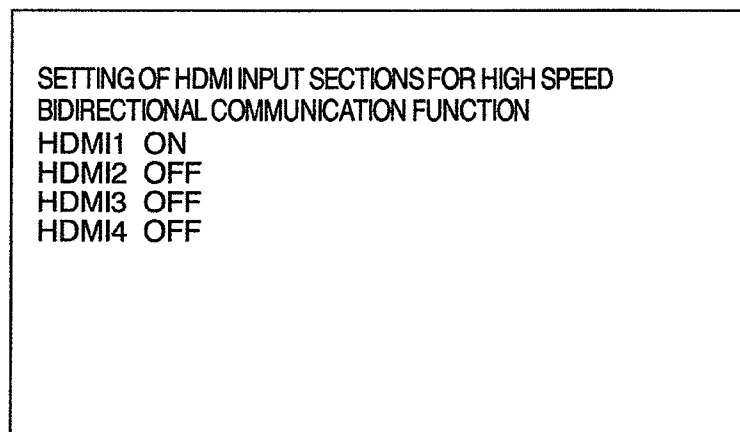 SETTING OF HDMI INPUT SECTIONS FOR HIGH SPEED
BIDIRECTIONAL COMMUNICATION FUNCTION
HDMI1 ON
HDMI2 OFF
HDMI3 OFF
HDMI4 OFF